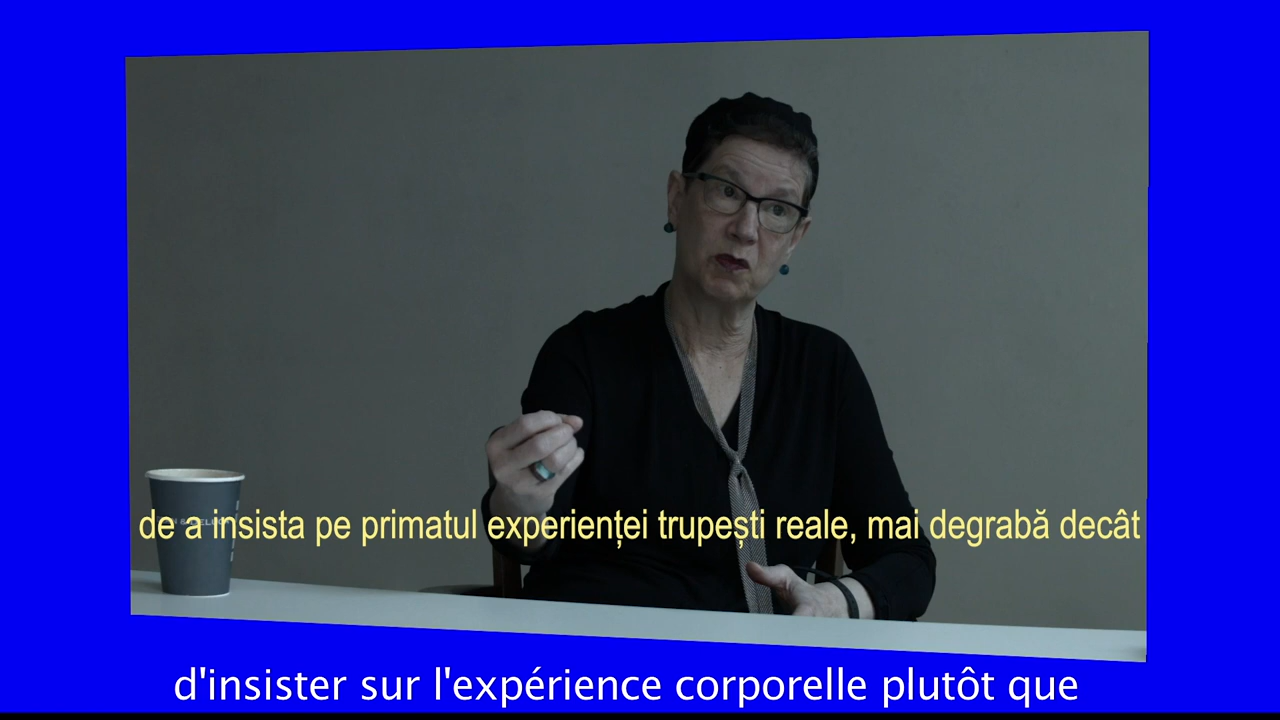 de a insista pe primatul experienței trupești reale, mai degrabă decât
d'insister sur l'expérience corporelle plutôt que